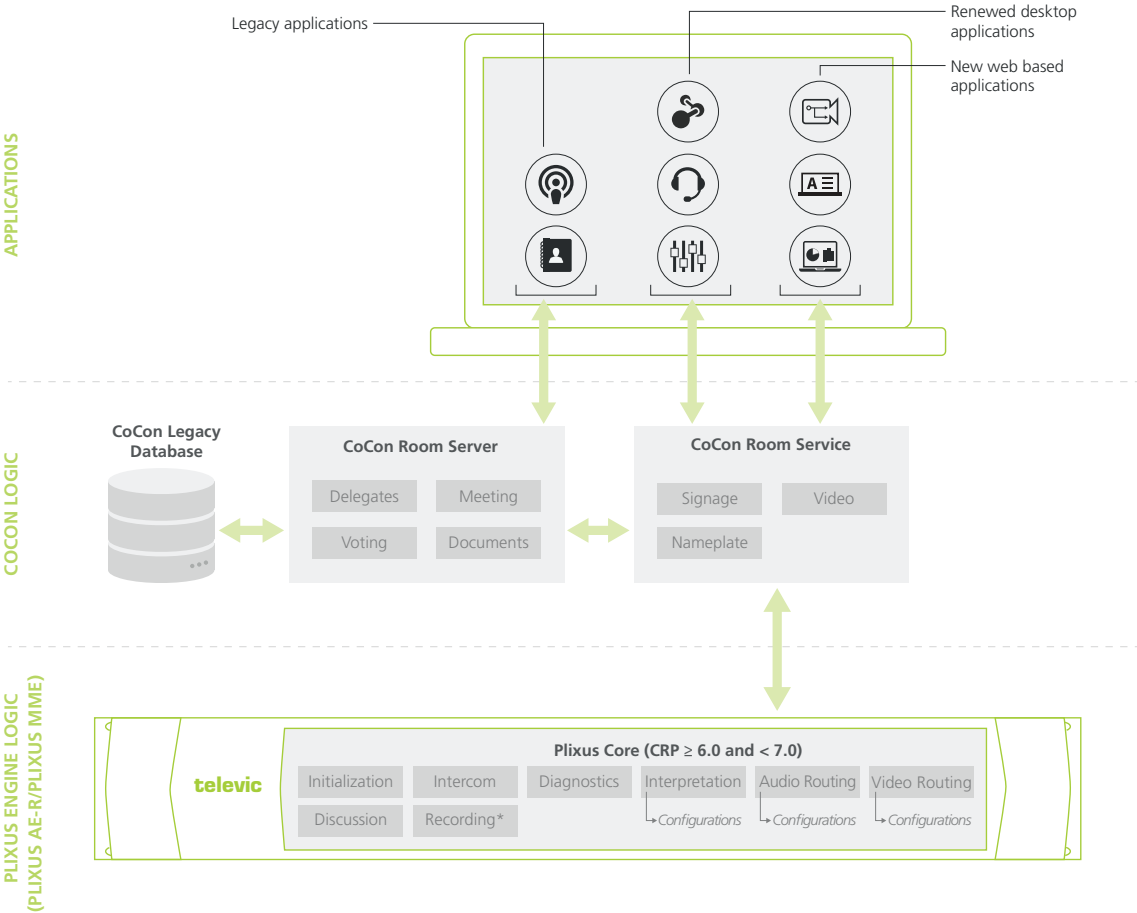 Legacy applications
Renewed desktop
applications
New web based
applications
APPLICATIONS
A
COCON LOGIC
CoCon Legacy
Database
CoCon Room Server
Delegates
Meeting
Voting
Documents
CoCon Room Service
Signage
Video
Nameplate
PLIXUS ENGINE LOGIC
(PLIXUS AE-R/PLIXUS MME)
televic
Plixus Core (CRP ≥ 6.0 and < 7.0)
Initialization
Intercom
Diagnostics
Interpretation
Audio Routing
Video Routing
Discussion
Recording*
Configurations
Configurations
Configurations